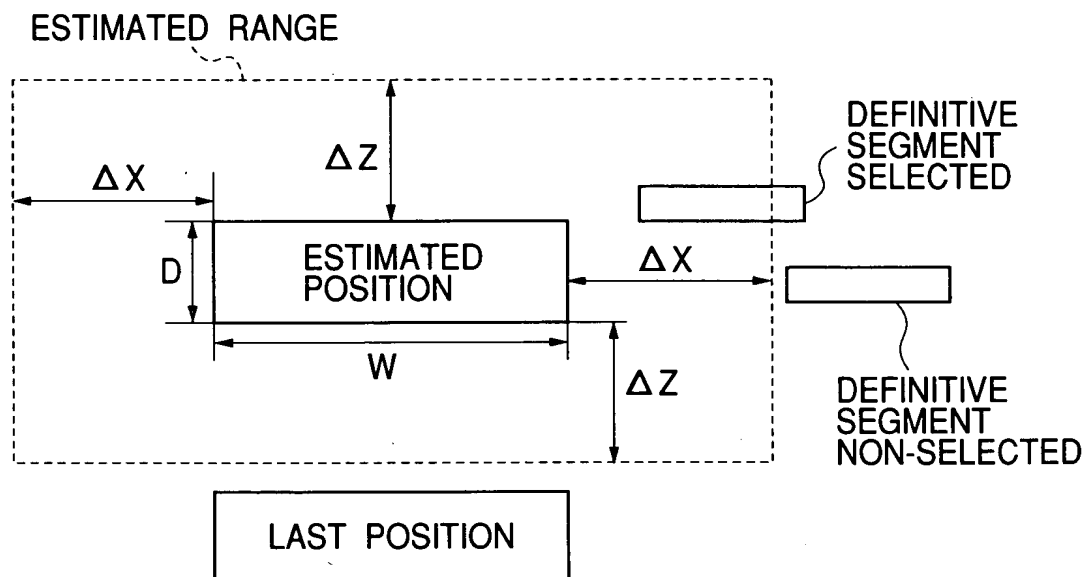 ESTIMATED RANGE
DEFINITIVE
SEGMENT
SELECTED
ΔZ
ΔX
D
ESTIMATED
POSITION
ΔX
W
ΔZ
DEFINITIVE
SEGMENT
NON-SELECTED
LAST POSITION